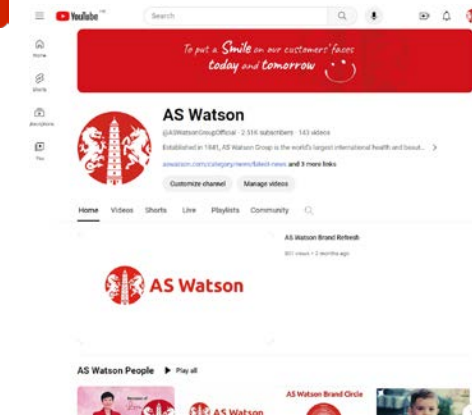 YouTube
Search
To put a Smile on our customers' faces
today and tomorrow
Home
Shorts
You
AS Watson
@ASWatsonGroupOfficial · 2.51K subscribers · 143 videos
Established in 1841, AS Watson Group is the world's largest international health and beaut...
aswatson.com/category/news/latest-news and 3 more links
Customize channel Manage videos
Home Videos Shorts Live Playlists Community
AS Watson Brand Refresh
AS Watson
AS Watson People Play all
AS Watson Brand Circle
AS Watson